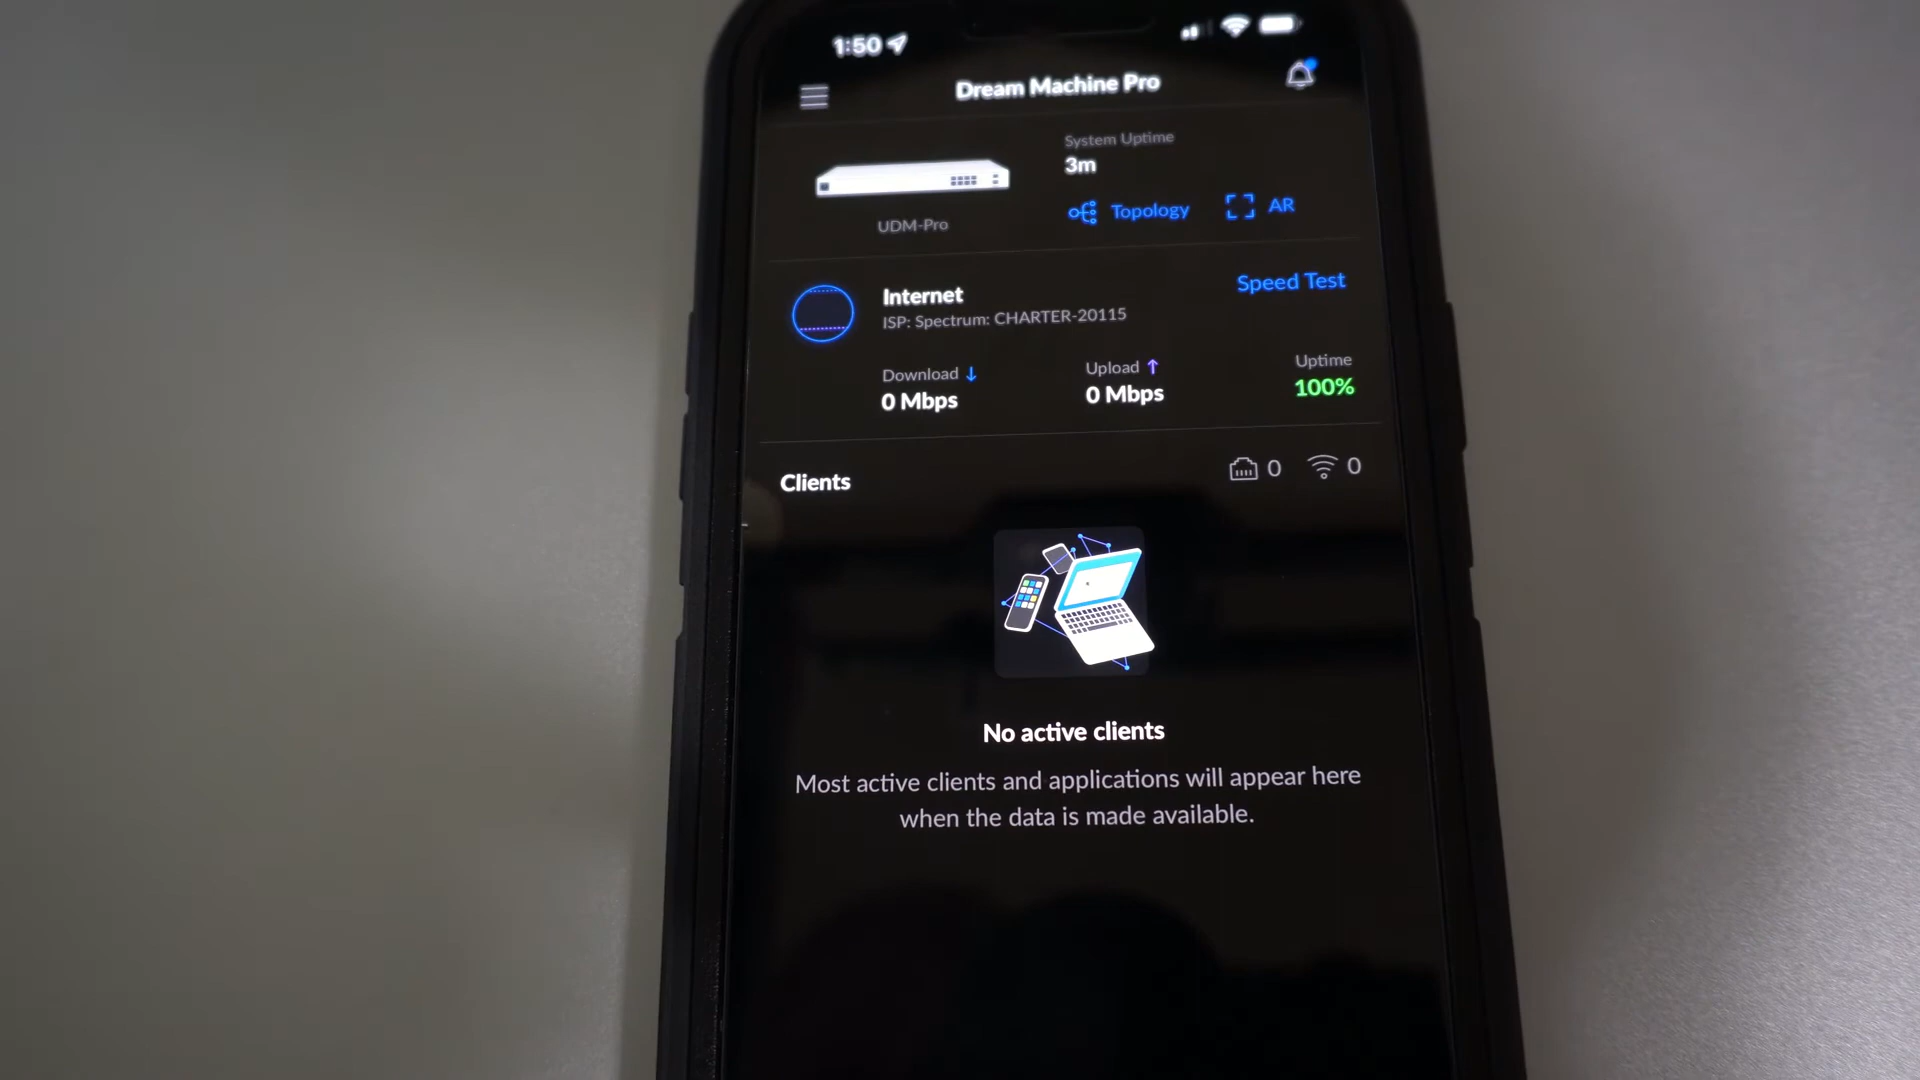 1:50
Dream Machine Pro
System Uptime
3m
Topology
AR
UDM-Pro
Internet
Speed Test
ISP: Spectrum: CHARTER-20115
Download ↓
Upload ↑
Uptime
0 Mbps
0 Mbps
100%
Clients
0
0
No active clients
Most active clients and applications will appear here
when the data is made available.